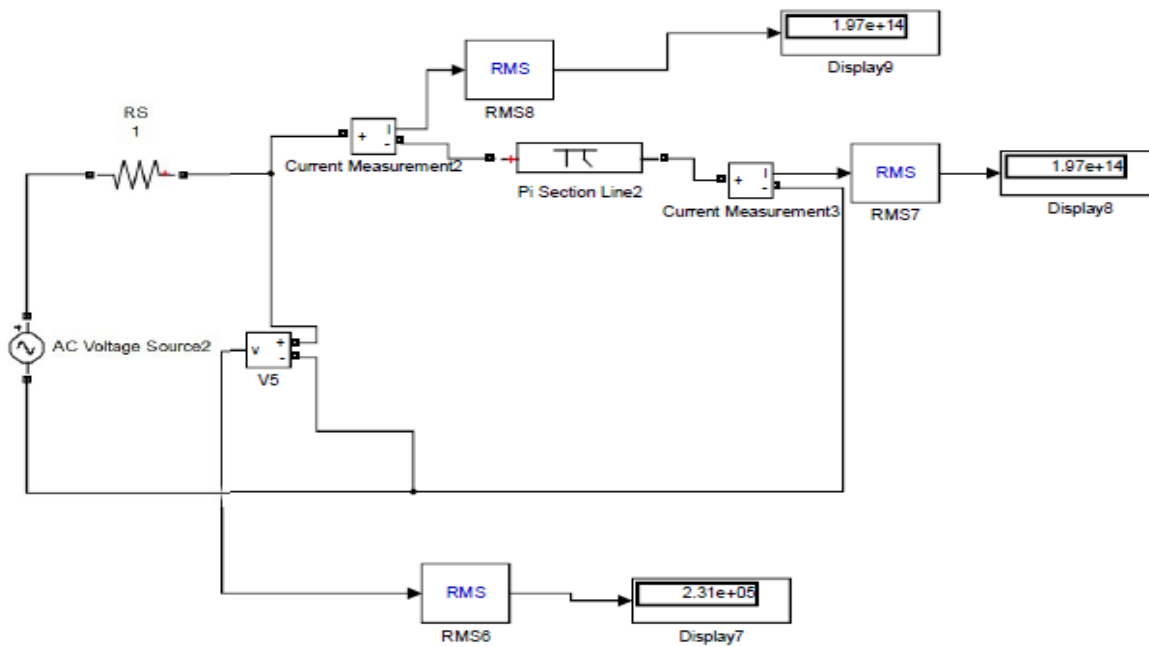 1.97e+14
Display9
RMS
RMS8
RS
1
+
I
-
Current Measurement2
+
Pi Section Line2
+
I
-
Current Measurement3
RMS
RMS7
1.97e+14
Display8
+
AC Voltage Source2
v
+
-
V5
RMS
RMS6
2.31e+05
Display7